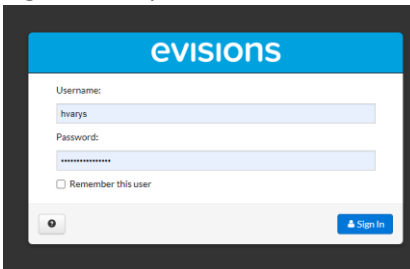 evisions
Username:
hvarys
Password:
••••••••••••••
Remember this user
Sign In